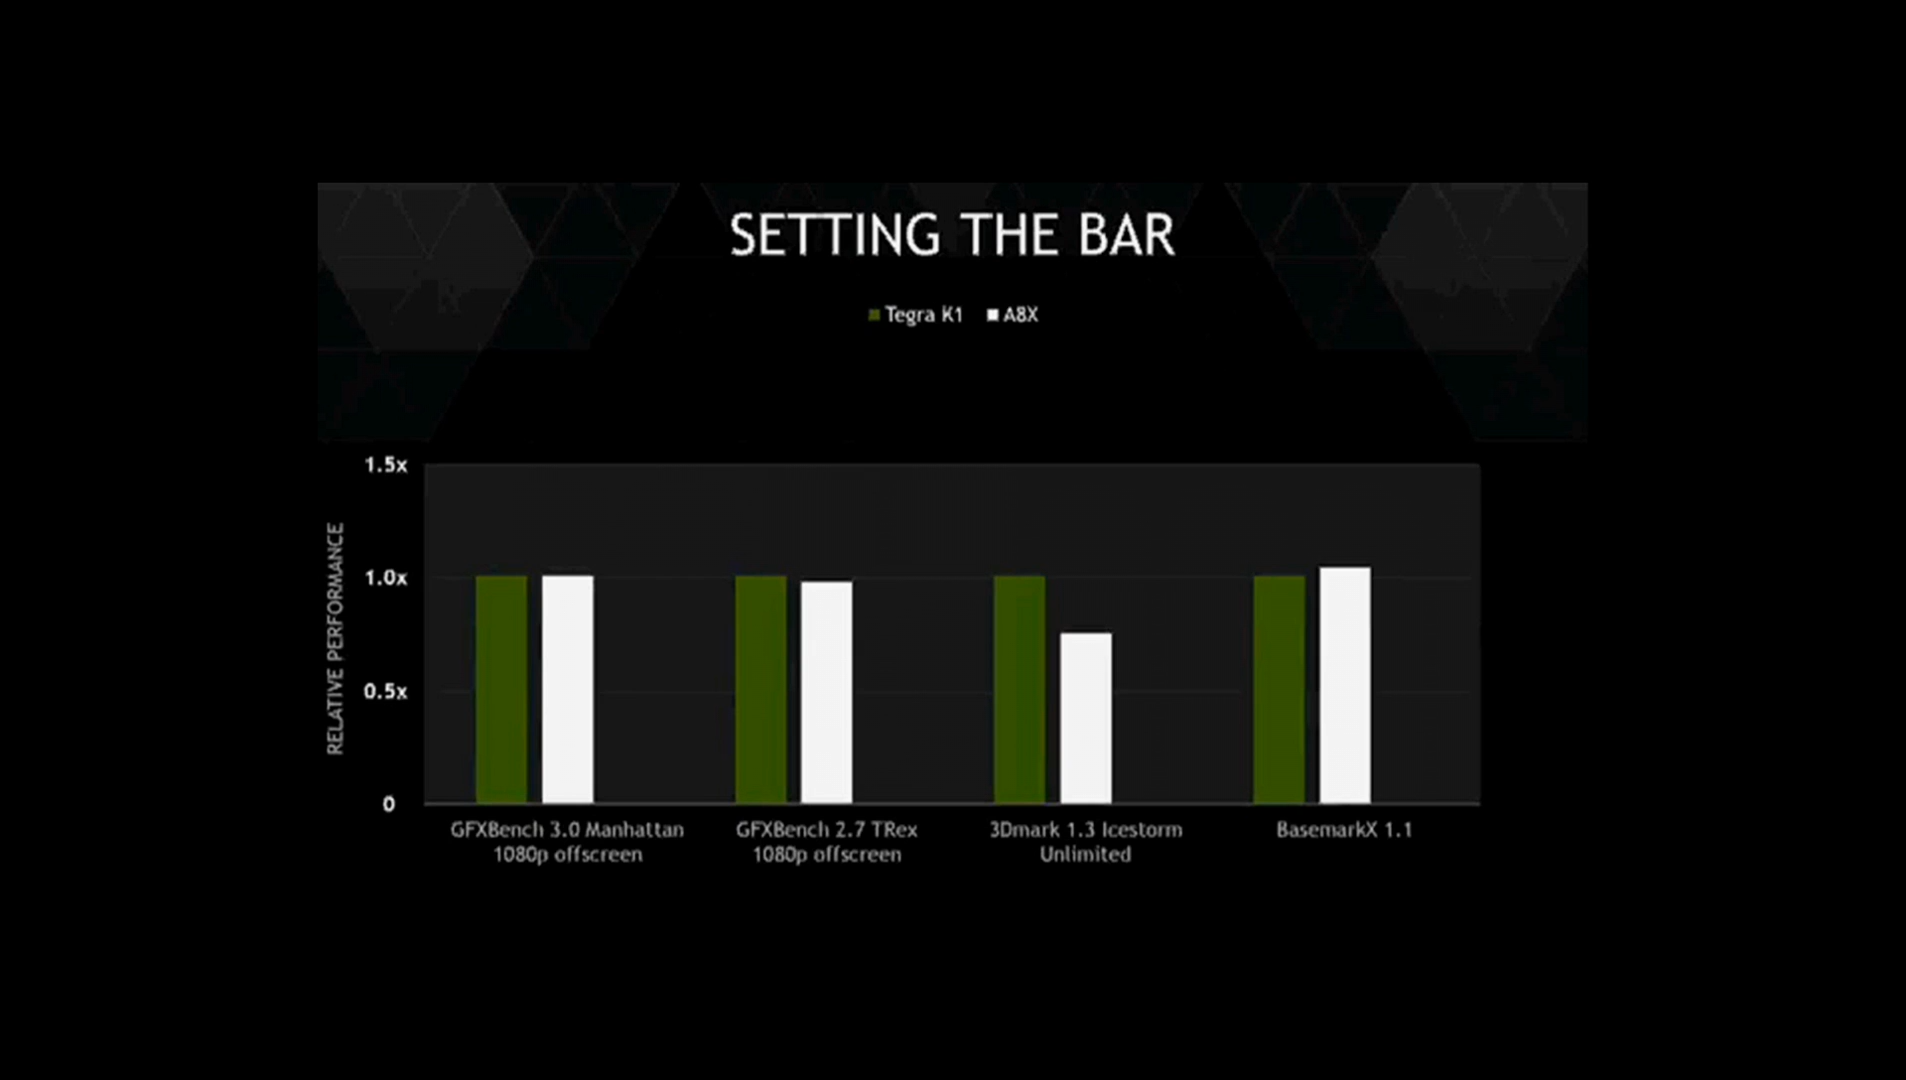 SETTING THE BAR
Tegra K1 A8X
1.5x
1.0x
0.5x
0
RELATIVE PERFORMANCE
GFXBench 3.0 Manhattan
1080p offscreen
GFXBench 2.7 TRex
1080p offscreen
3Dmark 1.3 Icestorm
Unlimited
BasemarkX 1.1